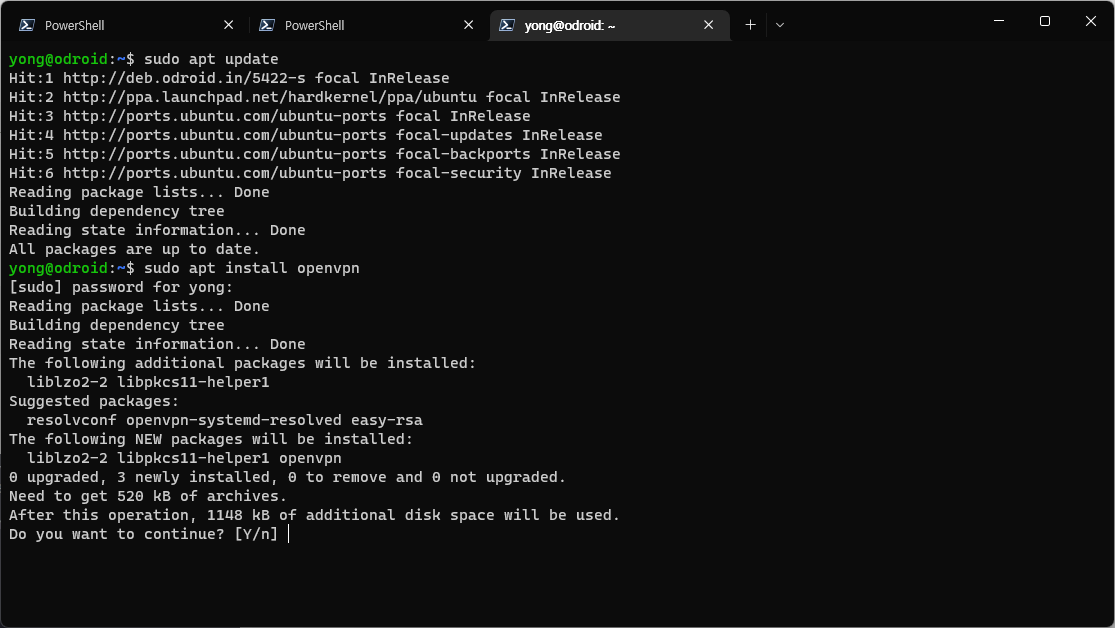 PowerShell
PowerShell
yong@odroid: ~
yong@odroid:~$ sudo apt update
Hit:1 http://deb.odroid.in/5422-s focal InRelease
Hit:2 http://ppa.launchpad.net/hardkernel/ppa/ubuntu focal InRelease
Hit:3 http://ports.ubuntu.com/ubuntu-ports focal InRelease
Hit:4 http://ports.ubuntu.com/ubuntu-ports focal-updates InRelease
Hit:5 http://ports.ubuntu.com/ubuntu-ports focal-backports InRelease
Hit:6 http://ports.ubuntu.com/ubuntu-ports focal-security InRelease
Reading package lists... Done
Building dependency tree
Reading state information... Done
All packages are up to date.
yong@odroid:~$ sudo apt install openvpn
[sudo] password for yong:
Reading package lists... Done
Building dependency tree
Reading state information... Done
The following additional packages will be installed:
  liblzo2-2 libpkcs11-helper1
Suggested packages:
  resolvconf openvpn-systemd-resolved easy-rsa
The following NEW packages will be installed:
  liblzo2-2 libpkcs11-helper1 openvpn
0 upgraded, 3 newly installed, 0 to remove and 0 not upgraded.
Need to get 520 kB of archives.
After this operation, 1148 kB of additional disk space will be used.
Do you want to continue? [Y/n]